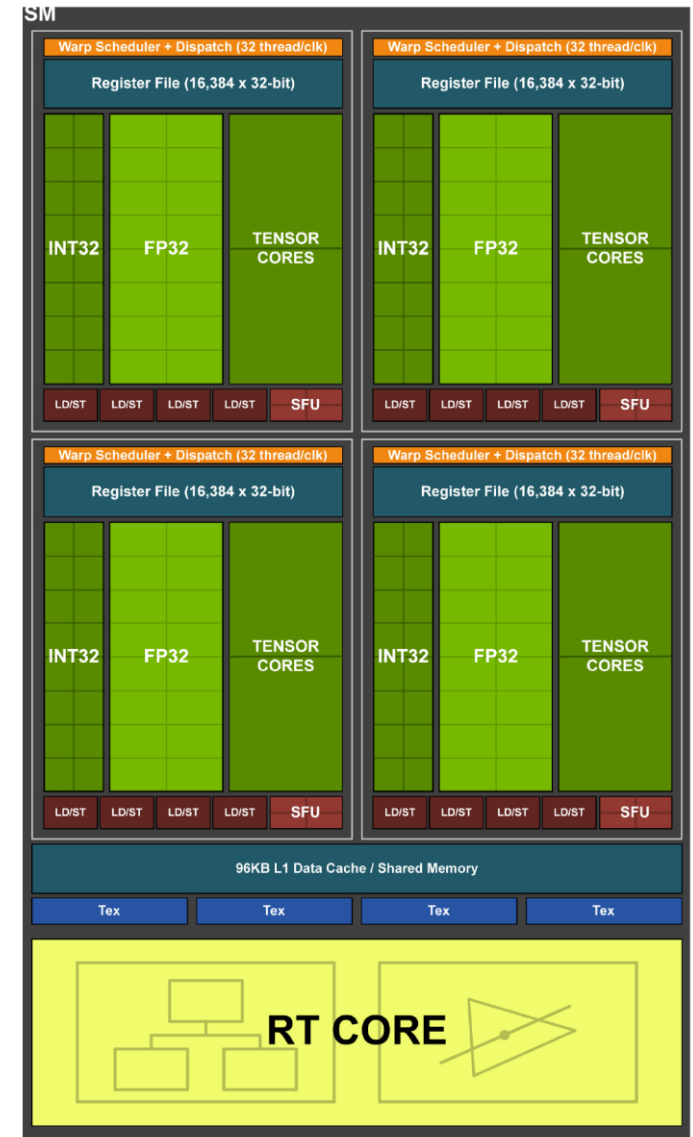 SM
Warp Scheduler + Dispatch (32 thread/clk)
Register File (16,384 x 32-bit)
INT32
FP32
TENSOR
CORES
LD/ST
LD/ST
LD/ST
LD/ST
SFU
Warp Scheduler + Dispatch (32 thread/clk)
Register File (16,384 x 32-bit)
INT32
FP32
TENSOR
CORES
LD/ST
LD/ST
LD/ST
LD/ST
SFU
Warp Scheduler + Dispatch (32 thread/clk)
Register File (16,384 x 32-bit)
INT32
FP32
TENSOR
CORES
LD/ST
LD/ST
LD/ST
LD/ST
SFU
Warp Scheduler + Dispatch (32 thread/clk)
Register File (16,384 x 32-bit)
INT32
FP32
TENSOR
CORES
LD/ST
LD/ST
LD/ST
LD/ST
SFU
96KB L1 Data Cache / Shared Memory
Tex
Tex
Tex
Tex
RT CORE